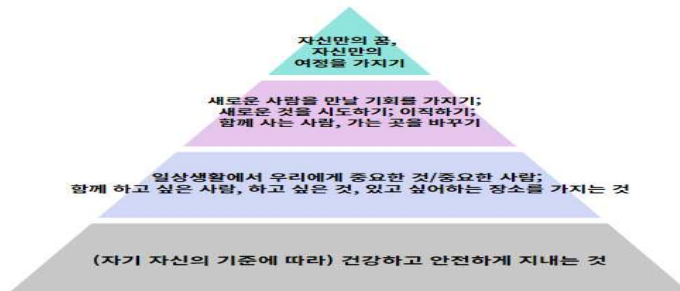 자신만의 꿈,
자신만의
여정을 가지기
새로운 사람을 만날 기회를 가지기;
새로운 것을 시도하기; 이직하기;
함께 사는 사람, 가는 곳을 바꾸기
일상생활에서 우리에게 중요한 것/중요한 사람;
함께 하고 싶은 사람, 하고 싶은 것, 있고 싶어하는 장소를 가지는 것
(자기 자신의 기준에 따라) 건강하고 안전하게 지내는 것